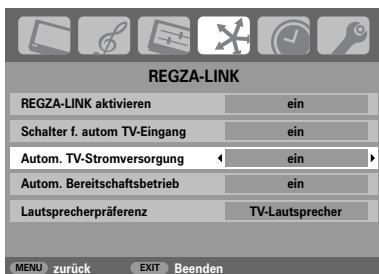 REGZA-LINK
REGZA-LINK aktivieren ein
Schalter f. autom TV-Eingang ein
Autom. TV-Stromversorgung ein
Autom. Bereitschaftsbetrieb ein
Lautsprecherpräferenz TV-Lautsprecher
MENU zurück EXIT Beenden